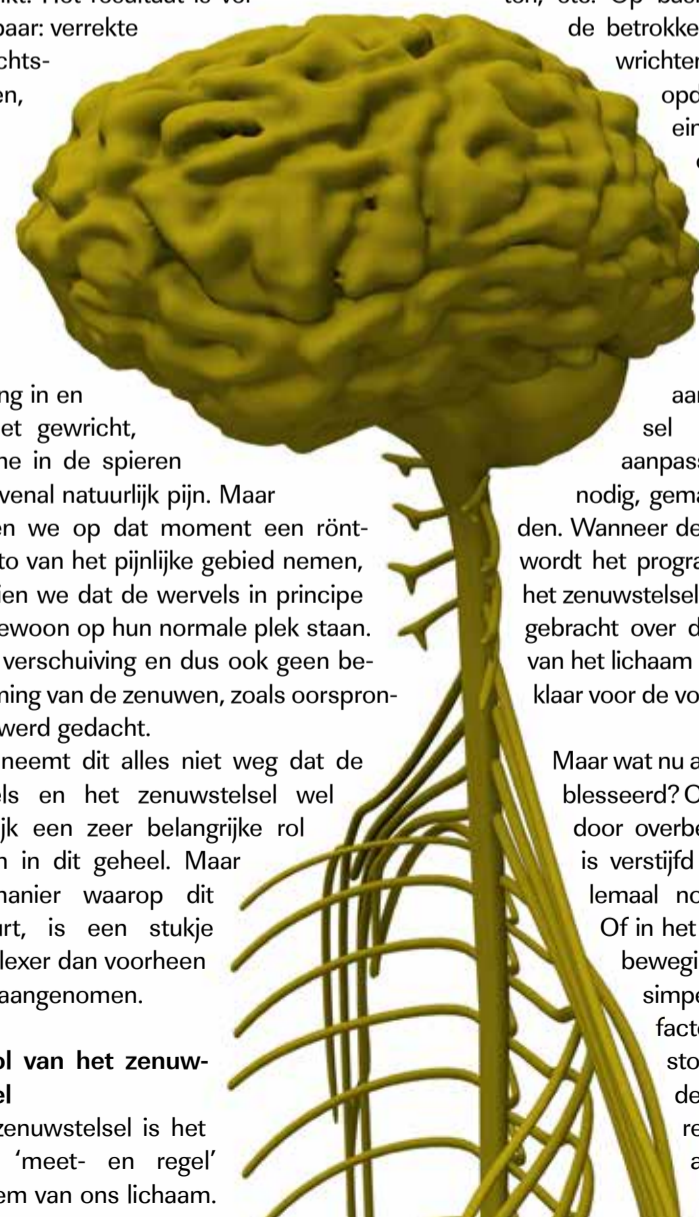 baar: verrekte
en,
ng in en
et gewricht,
ne in de spieren
venal natuurlijk pijn. Maar
en we op dat moment een rönt-
to van het pijnlijke gebied nemen,
ien we dat de wervels in principe
ewoon op hun normale plek staan.
verschuiving en dus ook geen be-
ming van de zenuwen, zoals oorspron-
werd gedacht.
neemt dit alles niet weg dat de
els en het zenuwstelsel wel
ijk een zeer belangrijke rol
n in dit geheel. Maar
manier waarop dit
urt, is een stukje
lexer dan voorheen
aangenomen.
ol van het zenuw-
el
zenuwstelsel is het
'meet- en regel'
em van ons lichaam.
de betrokke
wrichter
opd
ein
aan
sel
aanpass
nodig, gema
den. Wanneer de
wordt het progra
het zenuwstelsel
gebracht over d
van het lichaam
klaar voor de vo
Maar wat nu a
blesseerd? O
door overbe
is verstijfd
lemaal no
Of in het
bewegi
simpe
facto
sto
de
re
a